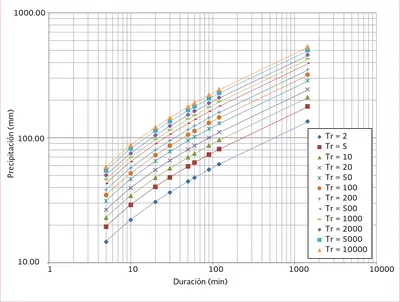 1000.00
Precipitación (mm)
100.00
10.00
1
10
100
1000
10000
Duración (min)
Tr = 2
Tr = 5
Tr = 10
Tr = 20
Tr = 50
Tr = 100
Tr = 200
Tr = 500
Tr = 1000
Tr = 2000
Tr = 5000
Tr = 10000